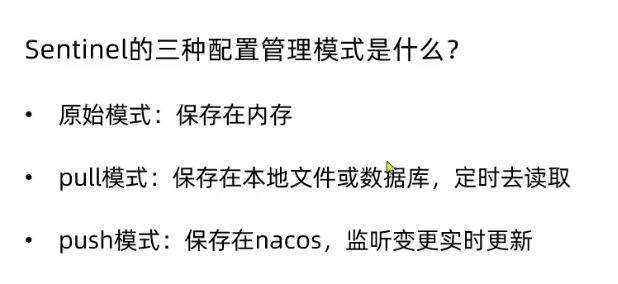 Sentinel的三种配置管理模式是什么？
• 原始模式：保存在内存
• pull模式：保存在本地文件或数据库，定时去读取
• push模式：保存在nacos，监听变更实时更新